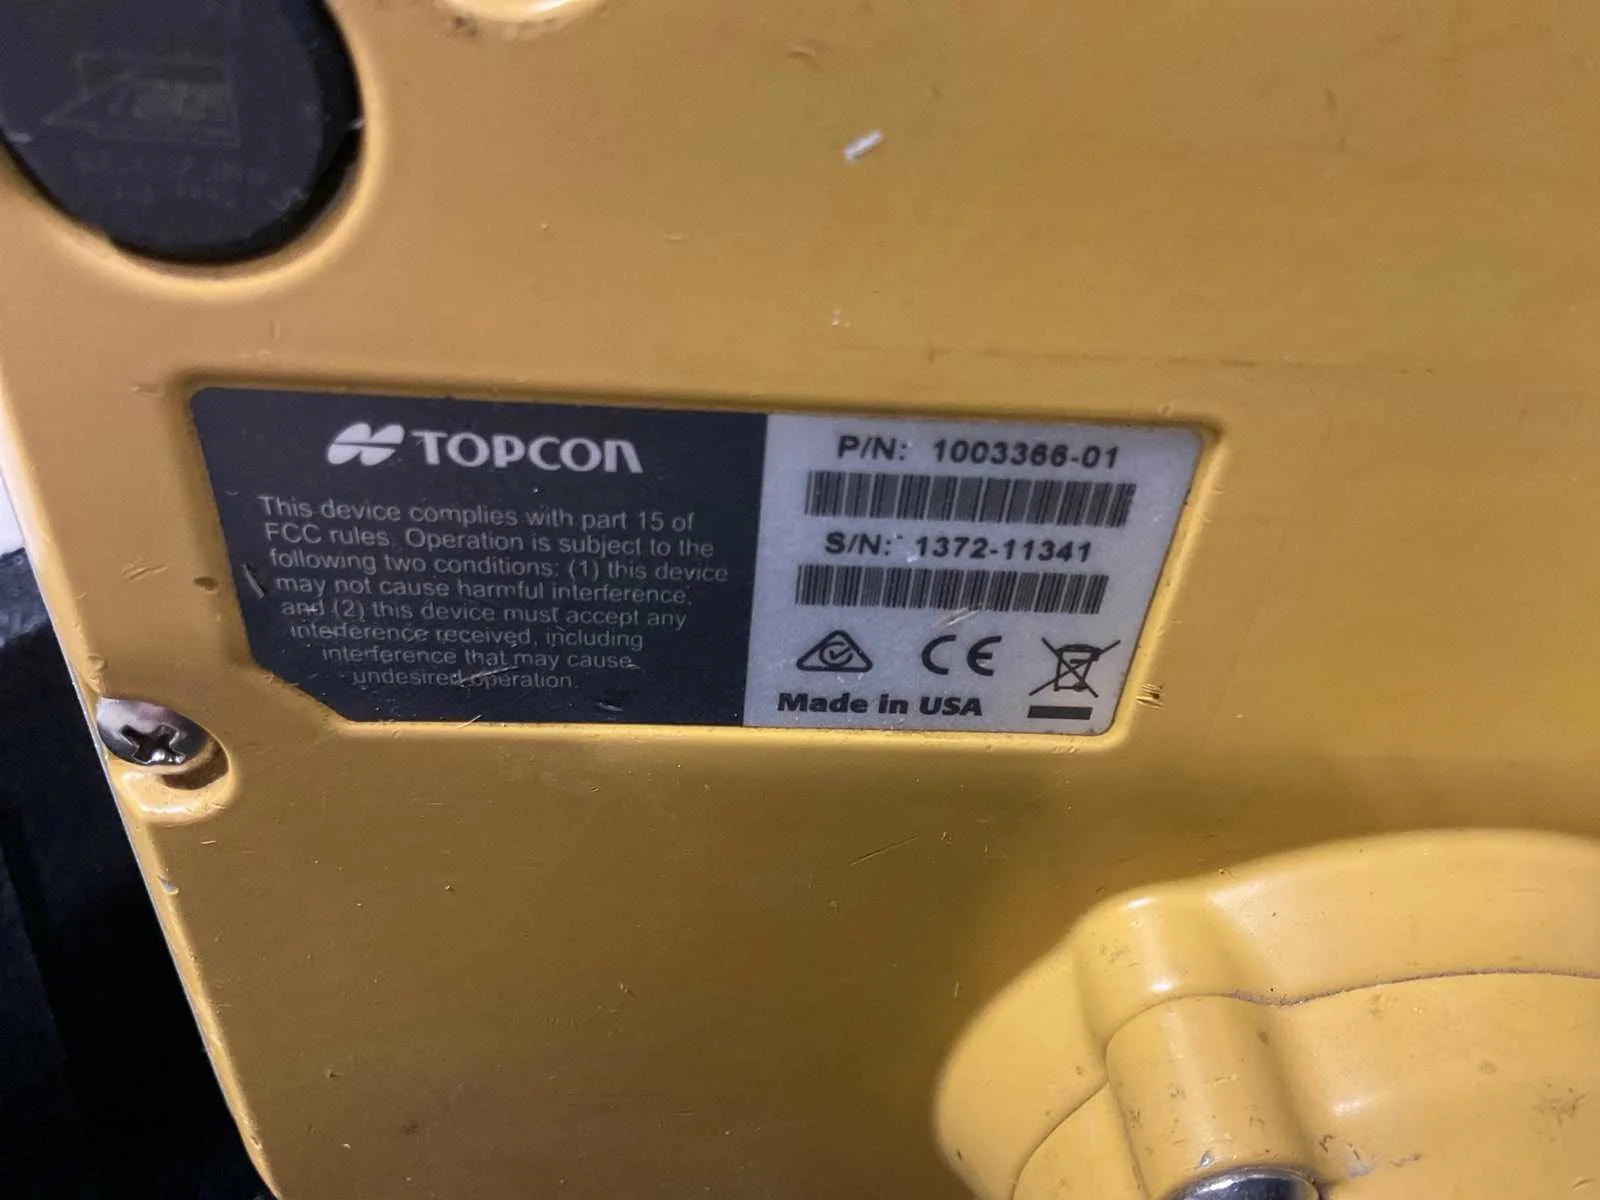 TOPCON
This device complies with part 15 of
FCC rules. Operation is subject to the
following two conditions: (1) this device
may not cause harmful interference,
and (2) this device must accept any
interference received, including
interference that may cause
undesired operation.
P/N: 1003366-01
S/N: 1372-11341
CE
Made in USA